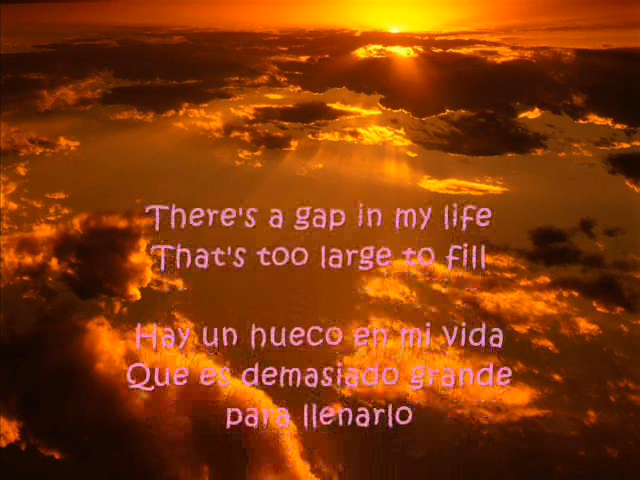 There's a gap in my life
That's too large to fill
Hay un hueco en mi vida
Que es demasiado grande
para llenarlo